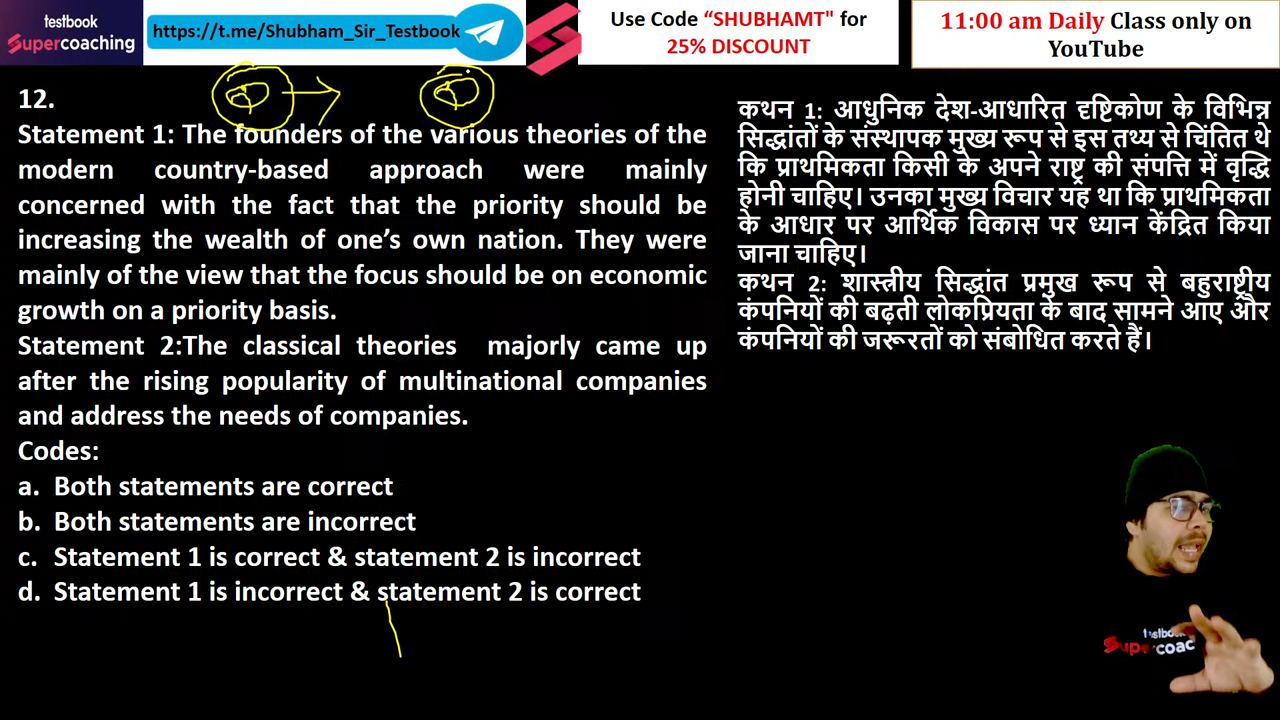 testbook
Supercoaching
https://t.me/Shubham_Sir_Testbook
Use Code “SHUBHAMT" for
25% DISCOUNT
11:00 am Daily Class only on
YouTube
12.
Statement 1: The founders of the various theories of the
modern country-based approach were mainly
concerned with the fact that the priority should be
increasing the wealth of one’s own nation. They were
mainly of the view that the focus should be on economic
growth on a priority basis.
Statement 2:The classical theories majorly came up
after the rising popularity of multinational companies
and address the needs of companies.
Codes:
a. Both statements are correct
b. Both statements are incorrect
c. Statement 1 is correct & statement 2 is incorrect
d. Statement 1 is incorrect & statement 2 is correct
कथन 1: आधुनिक देश-आधारित दृष्टिकोण के विभिन्न
सिद्धांतों के संस्थापक मुख्य रूप से इस तथ्य से चिंतित थे
कि प्राथमिकता किसी के अपने राष्ट्र की संपत्ति में वृद्धि
होनी चाहिए। उनका मुख्य विचार यह था कि प्राथमिकता
के आधार पर आर्थिक विकास पर ध्यान केंद्रित किया
जाना चाहिए।
कथन 2: शास्त्रीय सिद्धांत प्रमुख रूप से बहुराष्ट्रीय
कंपनियों की बढ़ती लोकप्रियता के बाद सामने आए और
कंपनियों की जरूरतों को संबोधित करते हैं।